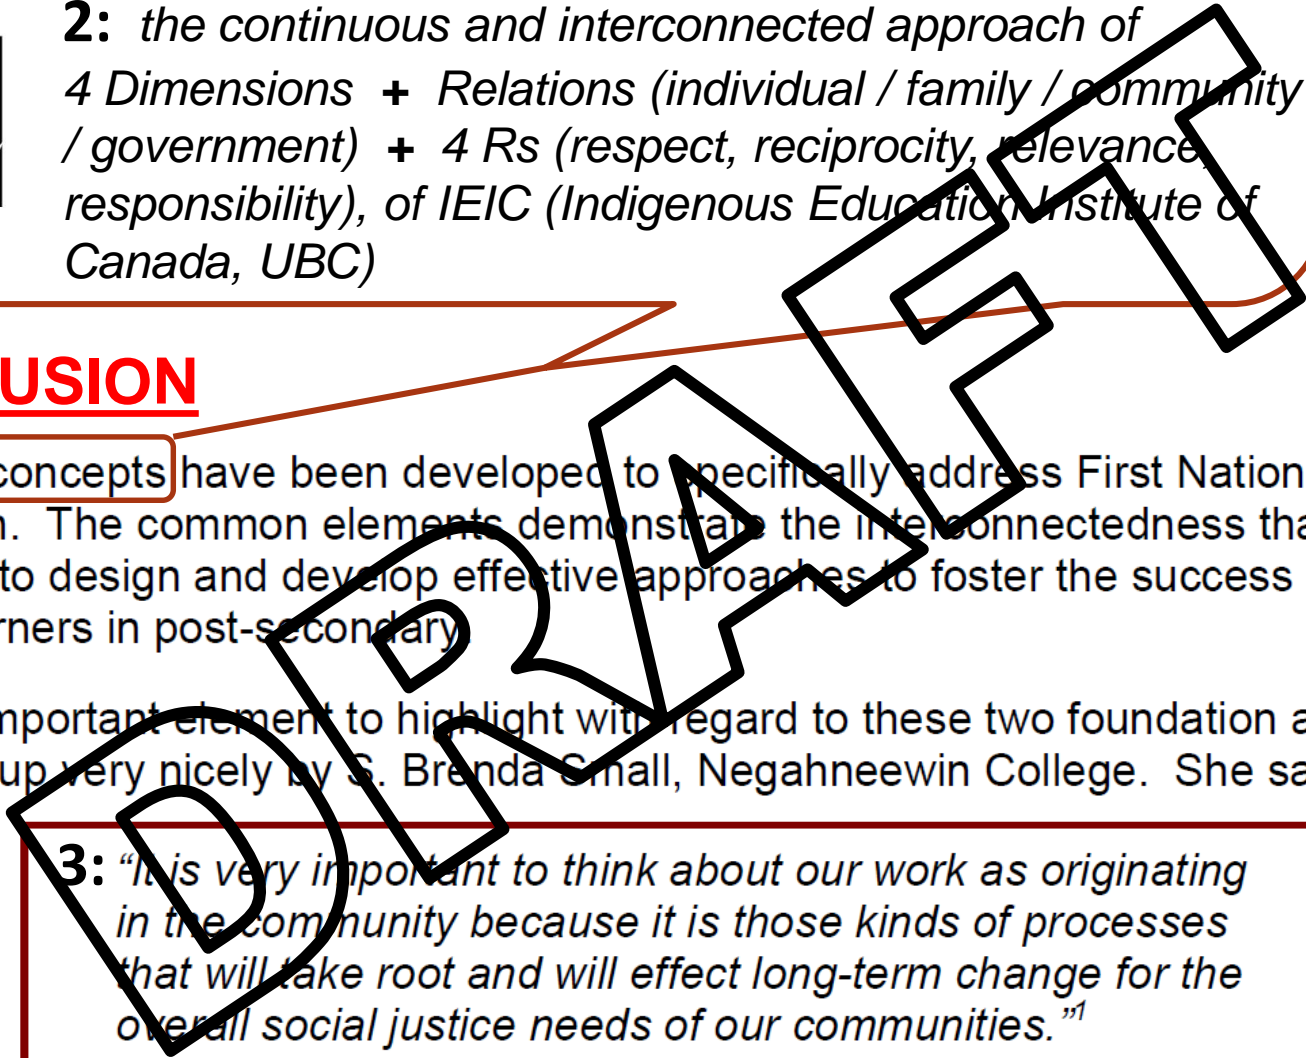 2: the continuous and interconnected approach of
4 Dimensions + Relations (individual / family / community
/ government) + 4 Rs (respect, reciprocity, relevance,
responsibility), of IEIC (Indigenous Education Institute of
Canada, UBC)
USION
concepts have been developed to specifically address First Nation
n. The common elements demonstrate the interconnectedness tha
to design and develop effective approaches to foster the success
rners in post-secondary.
mportant element to highlight with regard to these two foundation a
up very nicely by S. Brenda Small, Negahneewin College. She sa
3: “It is very important to think about our work as originating
in the community because it is those kinds of processes
that will take root and will effect long-term change for the
overall social justice needs of our communities.”1
DRAFT